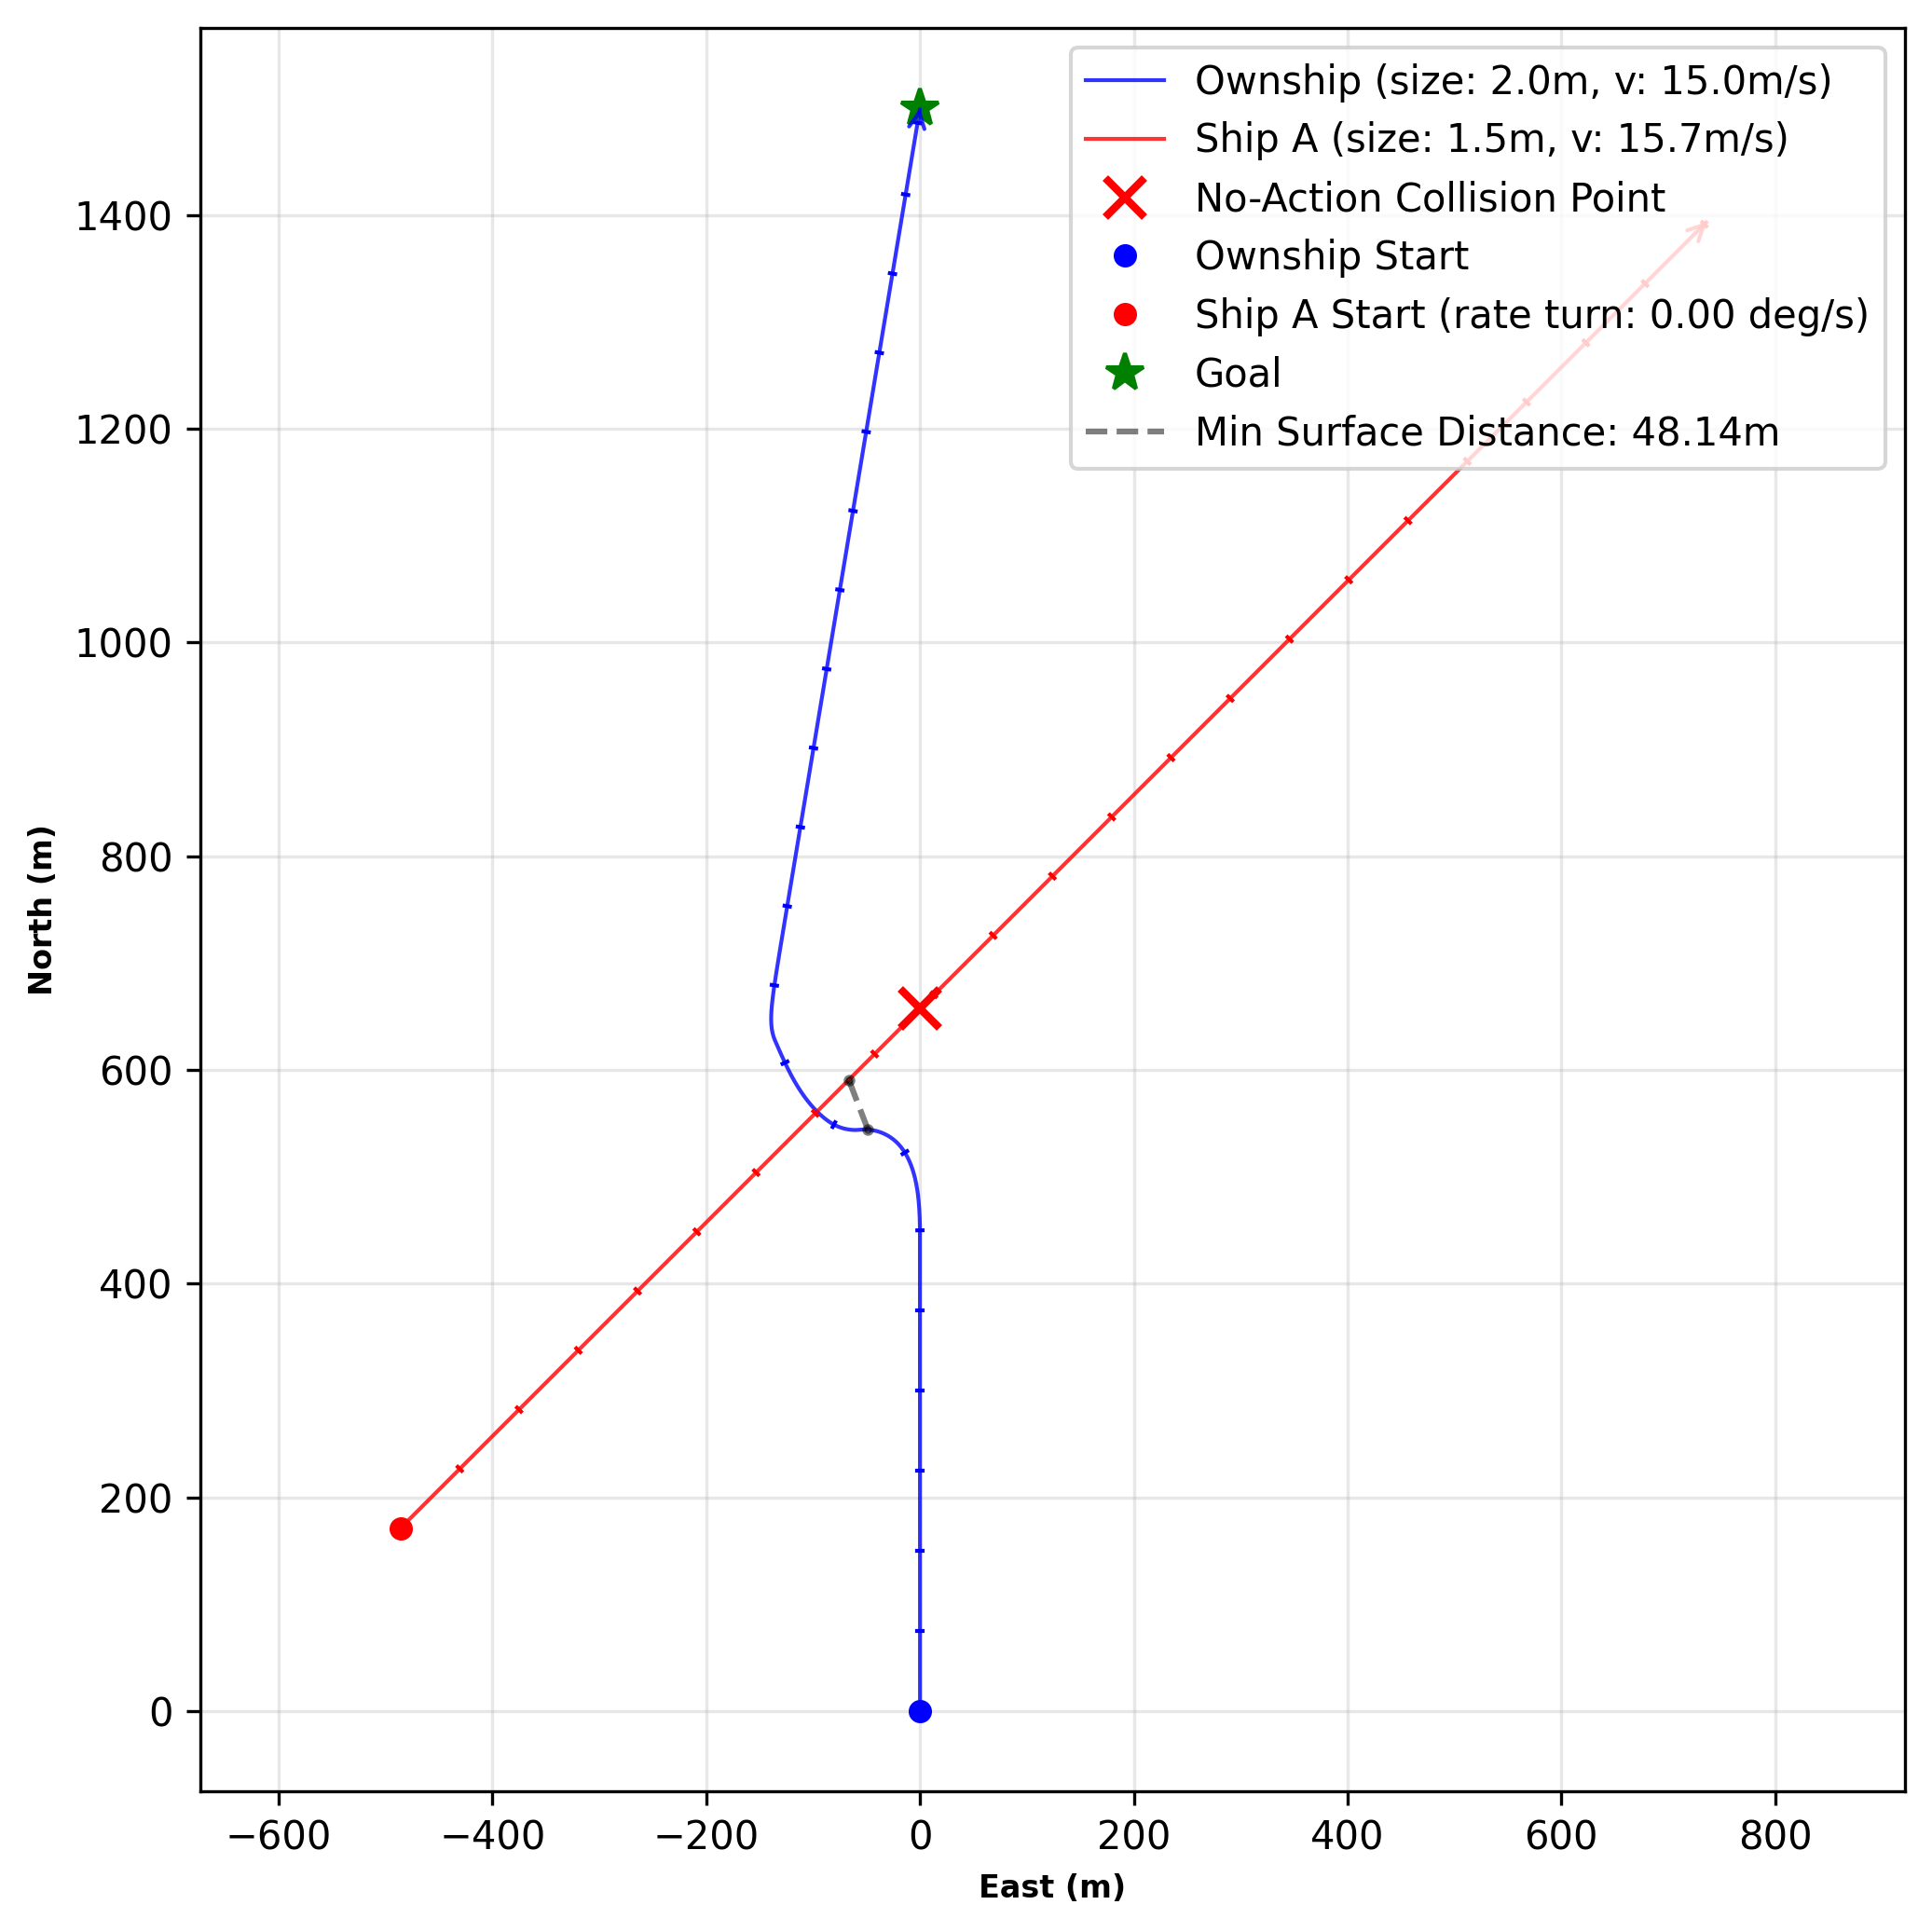 Ownship (size: 2.0m, v: 15.0m/s)
Ship A (size: 1.5m, v: 15.7m/s)
No-Action Collision Point
Ownship Start
Ship A Start (rate turn: 0.00 deg/s)
Goal
Min Surface Distance: 48.14m
1400
1200
1000
800
600
400
200
0
North (m)
−600
−400
−200
0
200
400
600
800
East (m)